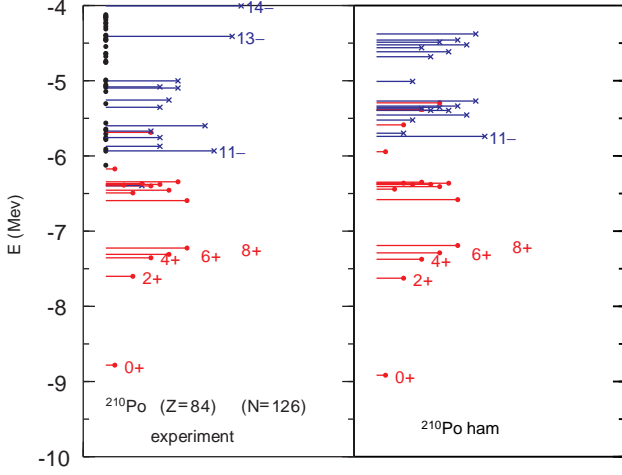 -4
-5
-6
-7
-8
-9
-10
E (Mev)
14−
13−
11−
4+ 6+ 8+
2+
0+
²¹⁰Po (Z=84) (N=126)
experiment
11−
4+ 6+ 8+
2+
0+
²¹⁰Po ham